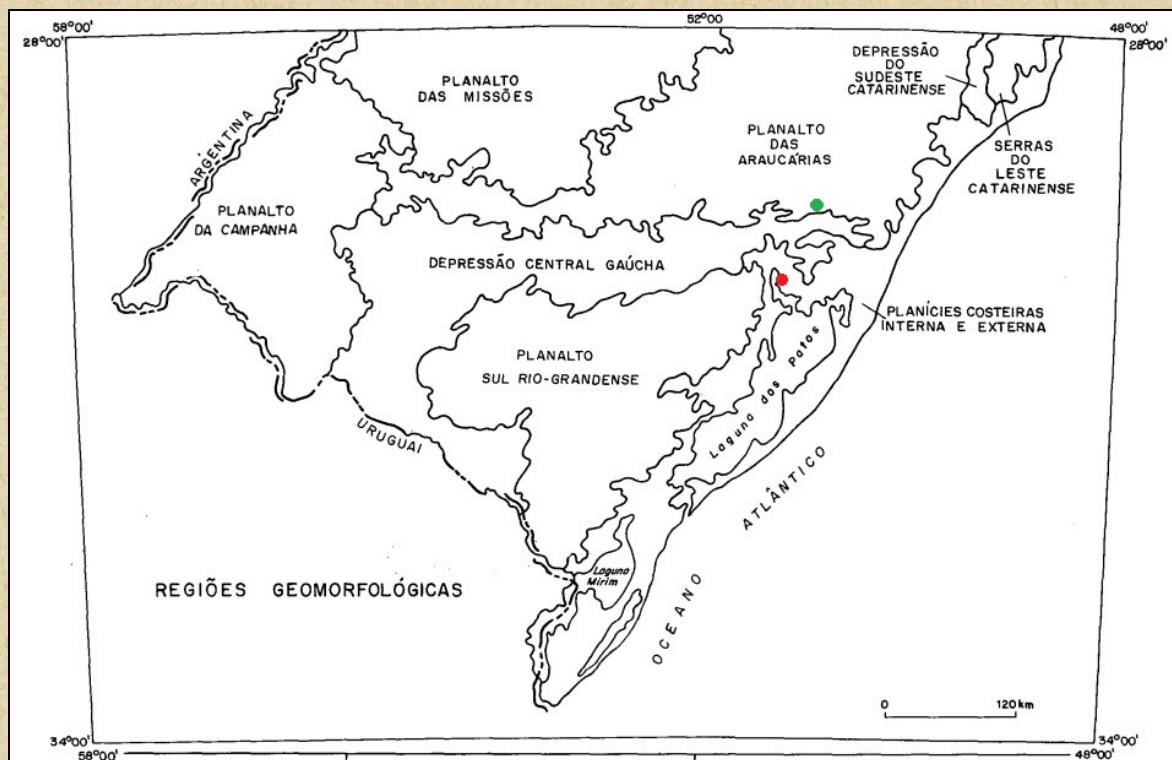 58°00'
52°00
48°00'
28°00'
28°00'
DEPRESSÃO
DO
SUDESTE
CATARINENSE
PLANALTO
DAS MISSÕES
PLANALTO
DAS
ARAUCÁRIAS
SERRAS
DO
LESTE
CATARINENSE
ARGENTINA
PLANALTO
DA CAMPANHA
DEPRESSÃO CENTRAL GAÚCHA
PLANÍCIES COSTEIRAS
INTERNA E EXTERNA
PLANALTO
SUL RIO-GRANDENSE
Laguna dos Patos
URUGUAI
OCEANO ATLÂNTICO
Laguna
Mirim
REGIÕES GEOMORFOLÓGICAS
0 120km
34°00'
34°00'
58°00'
48°00'